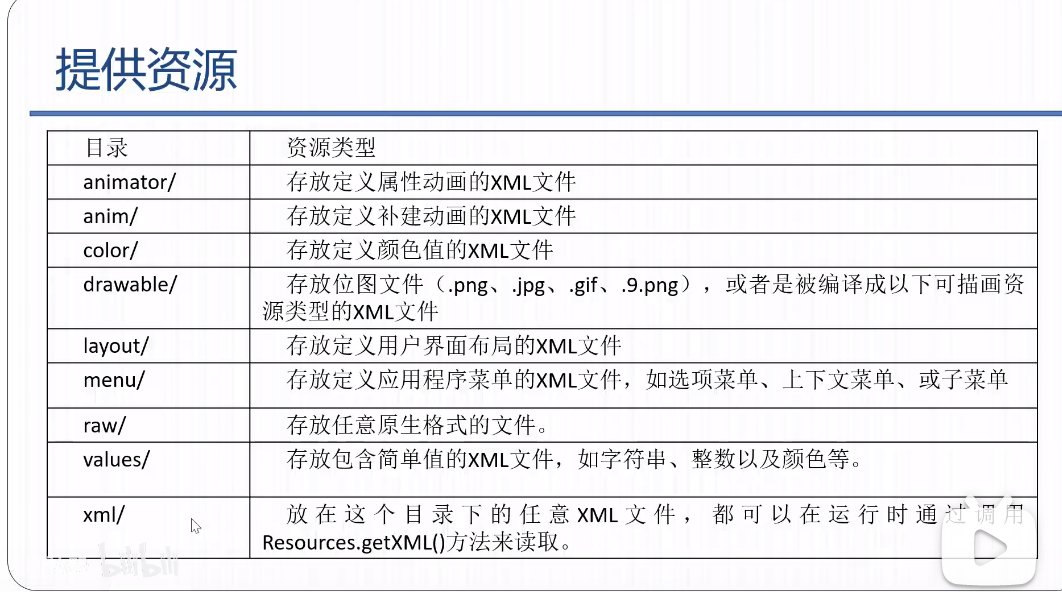 提供资源
目录 资源类型
animator/ 存放定义属性动画的XML文件
anim/ 存放定义补建动画的XML文件
color/ 存放定义颜色值的XML文件
drawable/ 存放位图文件（.png、.jpg、.gif、.9.png），或者是被编译成以下可描画资
源类型的XML文件
layout/ 存放定义用户界面布局的XML文件
menu/ 存放定义应用程序菜单的XML文件，如选项菜单、上下文菜单、或子菜单
raw/ 存放任意原生格式的文件。
values/ 存放包含简单值的XML文件，如字符串、整数以及颜色等。
xml/ 放在这个目录下的任意XML文件，都可以在运行时通过调用
Resources.getXML()方法来读取。
bilibili